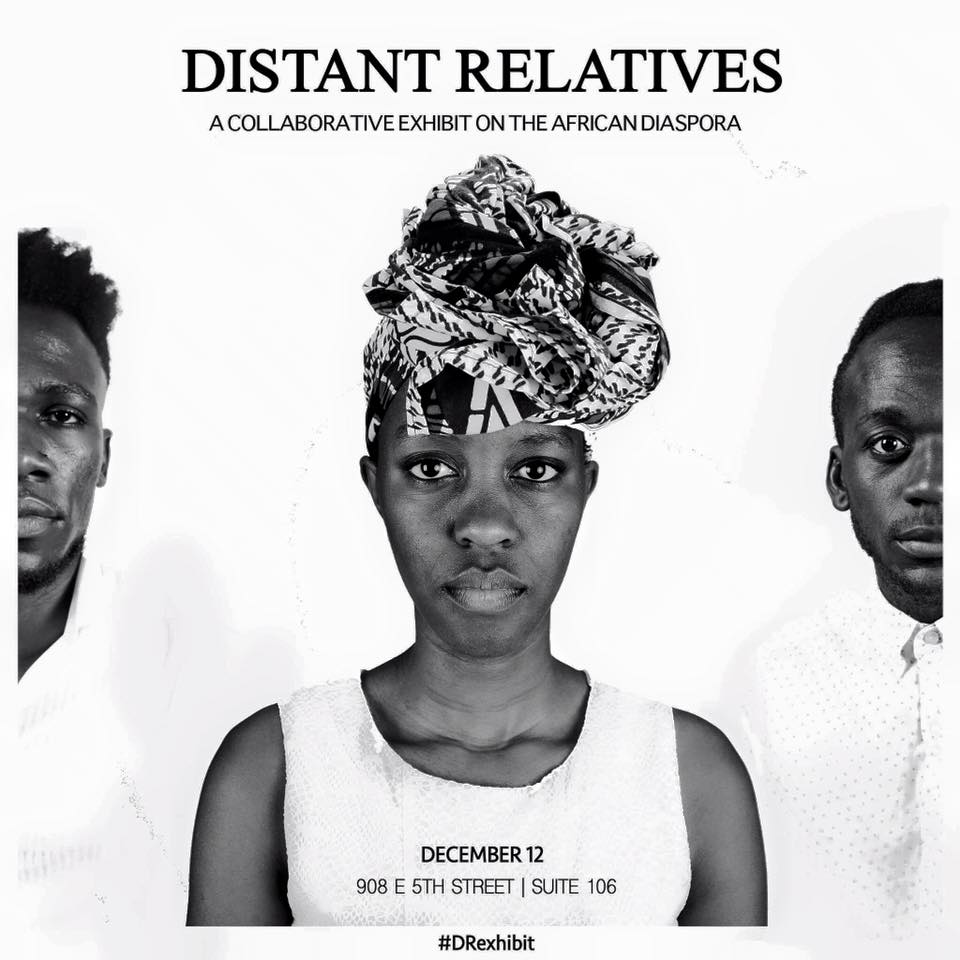 DISTANT RELATIVES
A COLLABORATIVE EXHIBIT ON THE AFRICAN DIASPORA
DECEMBER 12
908 E 5TH STREET | SUITE 106
#DRexhibit